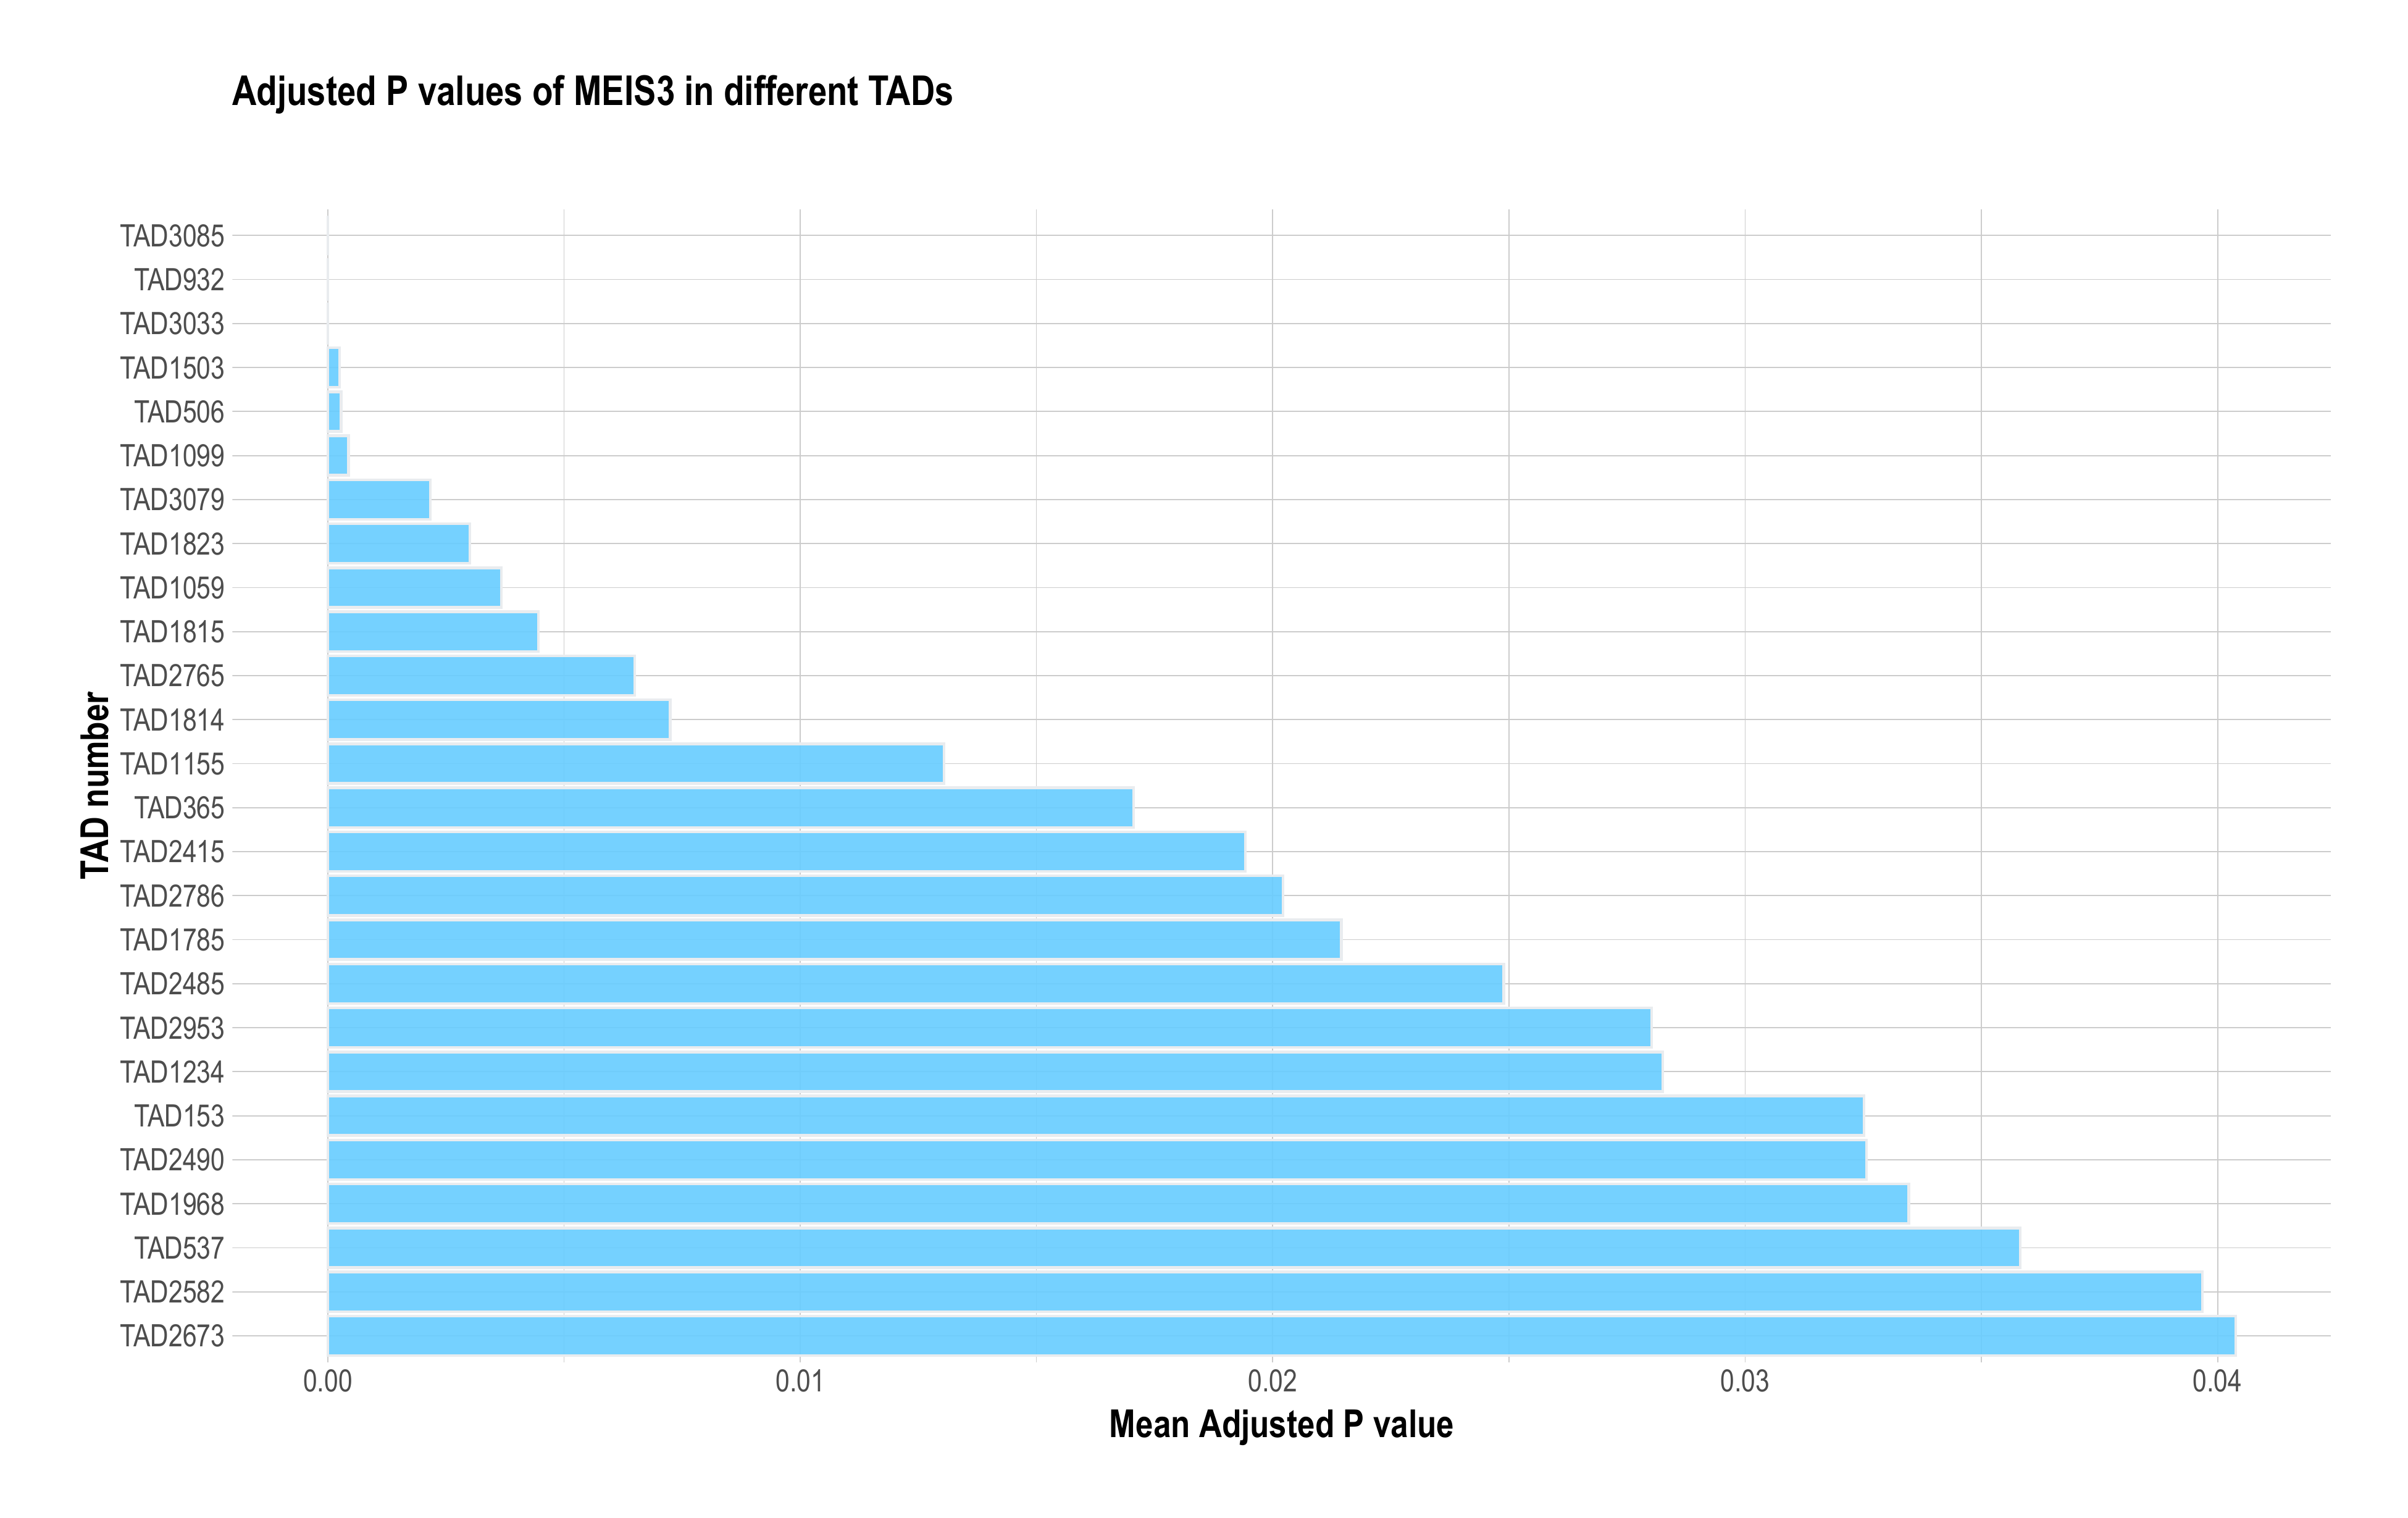 Adjusted P values of MEIS3 in different TADs
TAD number
TAD3085
TAD932
TAD3033
TAD1503
TAD506
TAD1099
TAD3079
TAD1823
TAD1059
TAD1815
TAD2765
TAD1814
TAD1155
TAD365
TAD2415
TAD2786
TAD1785
TAD2485
TAD2953
TAD1234
TAD153
TAD2490
TAD1968
TAD537
TAD2582
TAD2673
0.00 0.01 0.02 0.03 0.04
Mean Adjusted P value